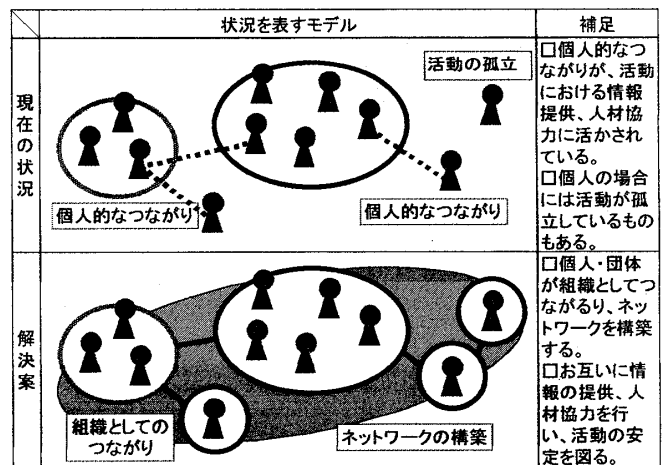 状況を表すモデル
補足
現在の状況
活動の孤立
個人的なつながり
個人的なつながり
□個人的なつ
ながりが、活動
における情報
提供、人材協
力に活かされ
ている。
□個人の場合
には活動が孤
立しているもの
もある。
解決案
組織としての
つながり
ネットワークの構築
□個人・団体
が組織としてつ
ながるり、ネッ
トワークを構築
する。
□お互いに情
報の提供、人
材協力を行
い、活動の安
定を図る。